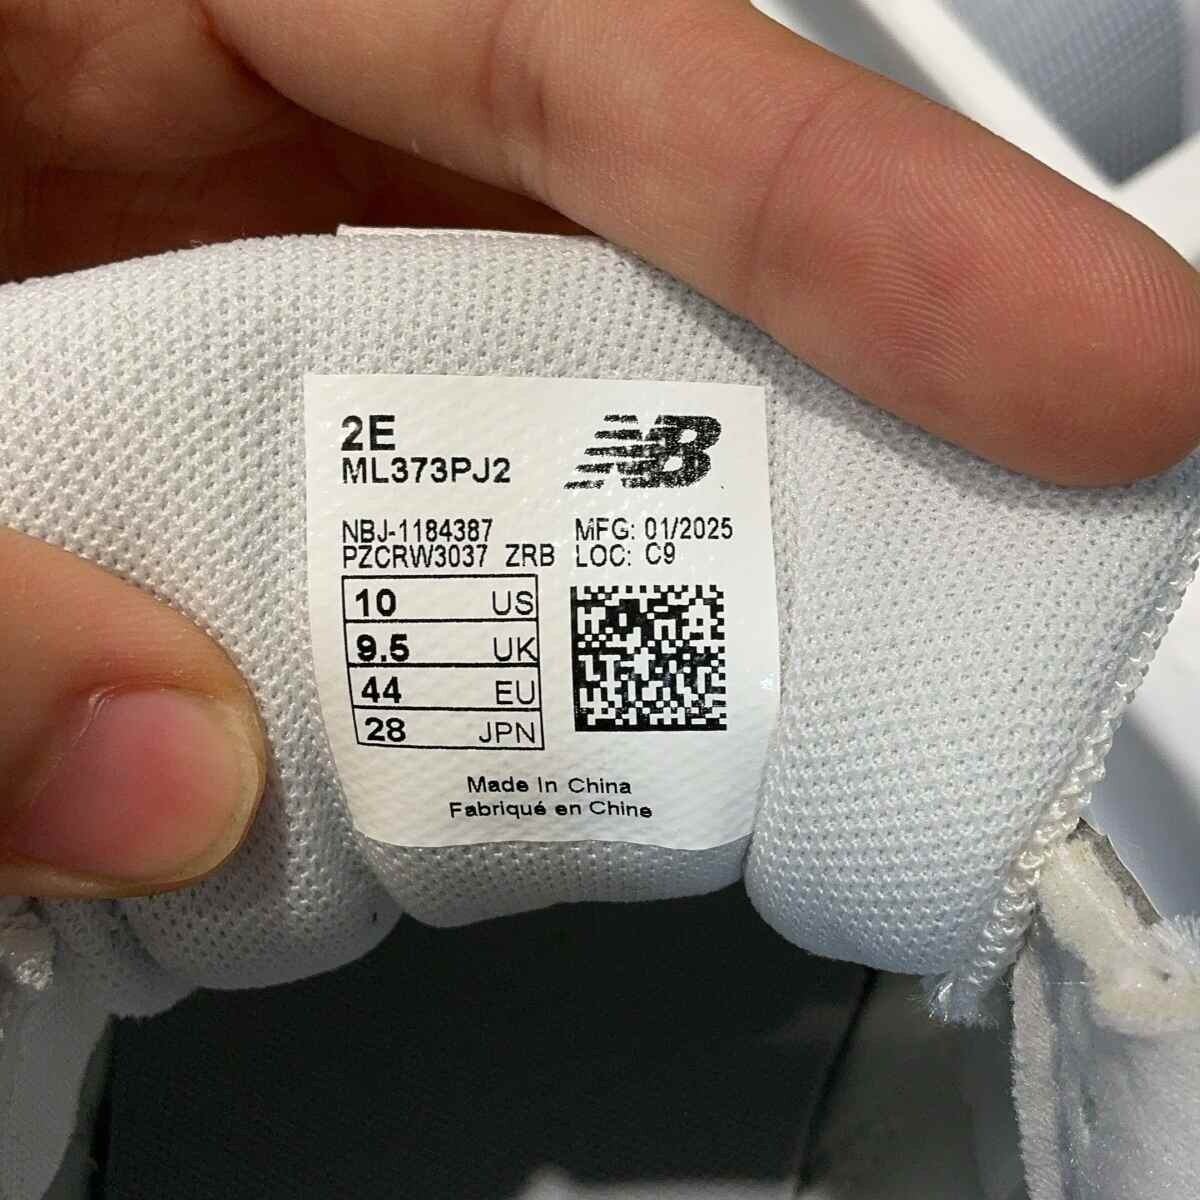 2E
ML373PJ2
NB
NBJ-1184387 MFG: 01/2025
PZCRW3037 ZRB LOC: C9
10 US
9.5 UK
44 EU
28 JPN
Made In China
Fabriqué en Chine